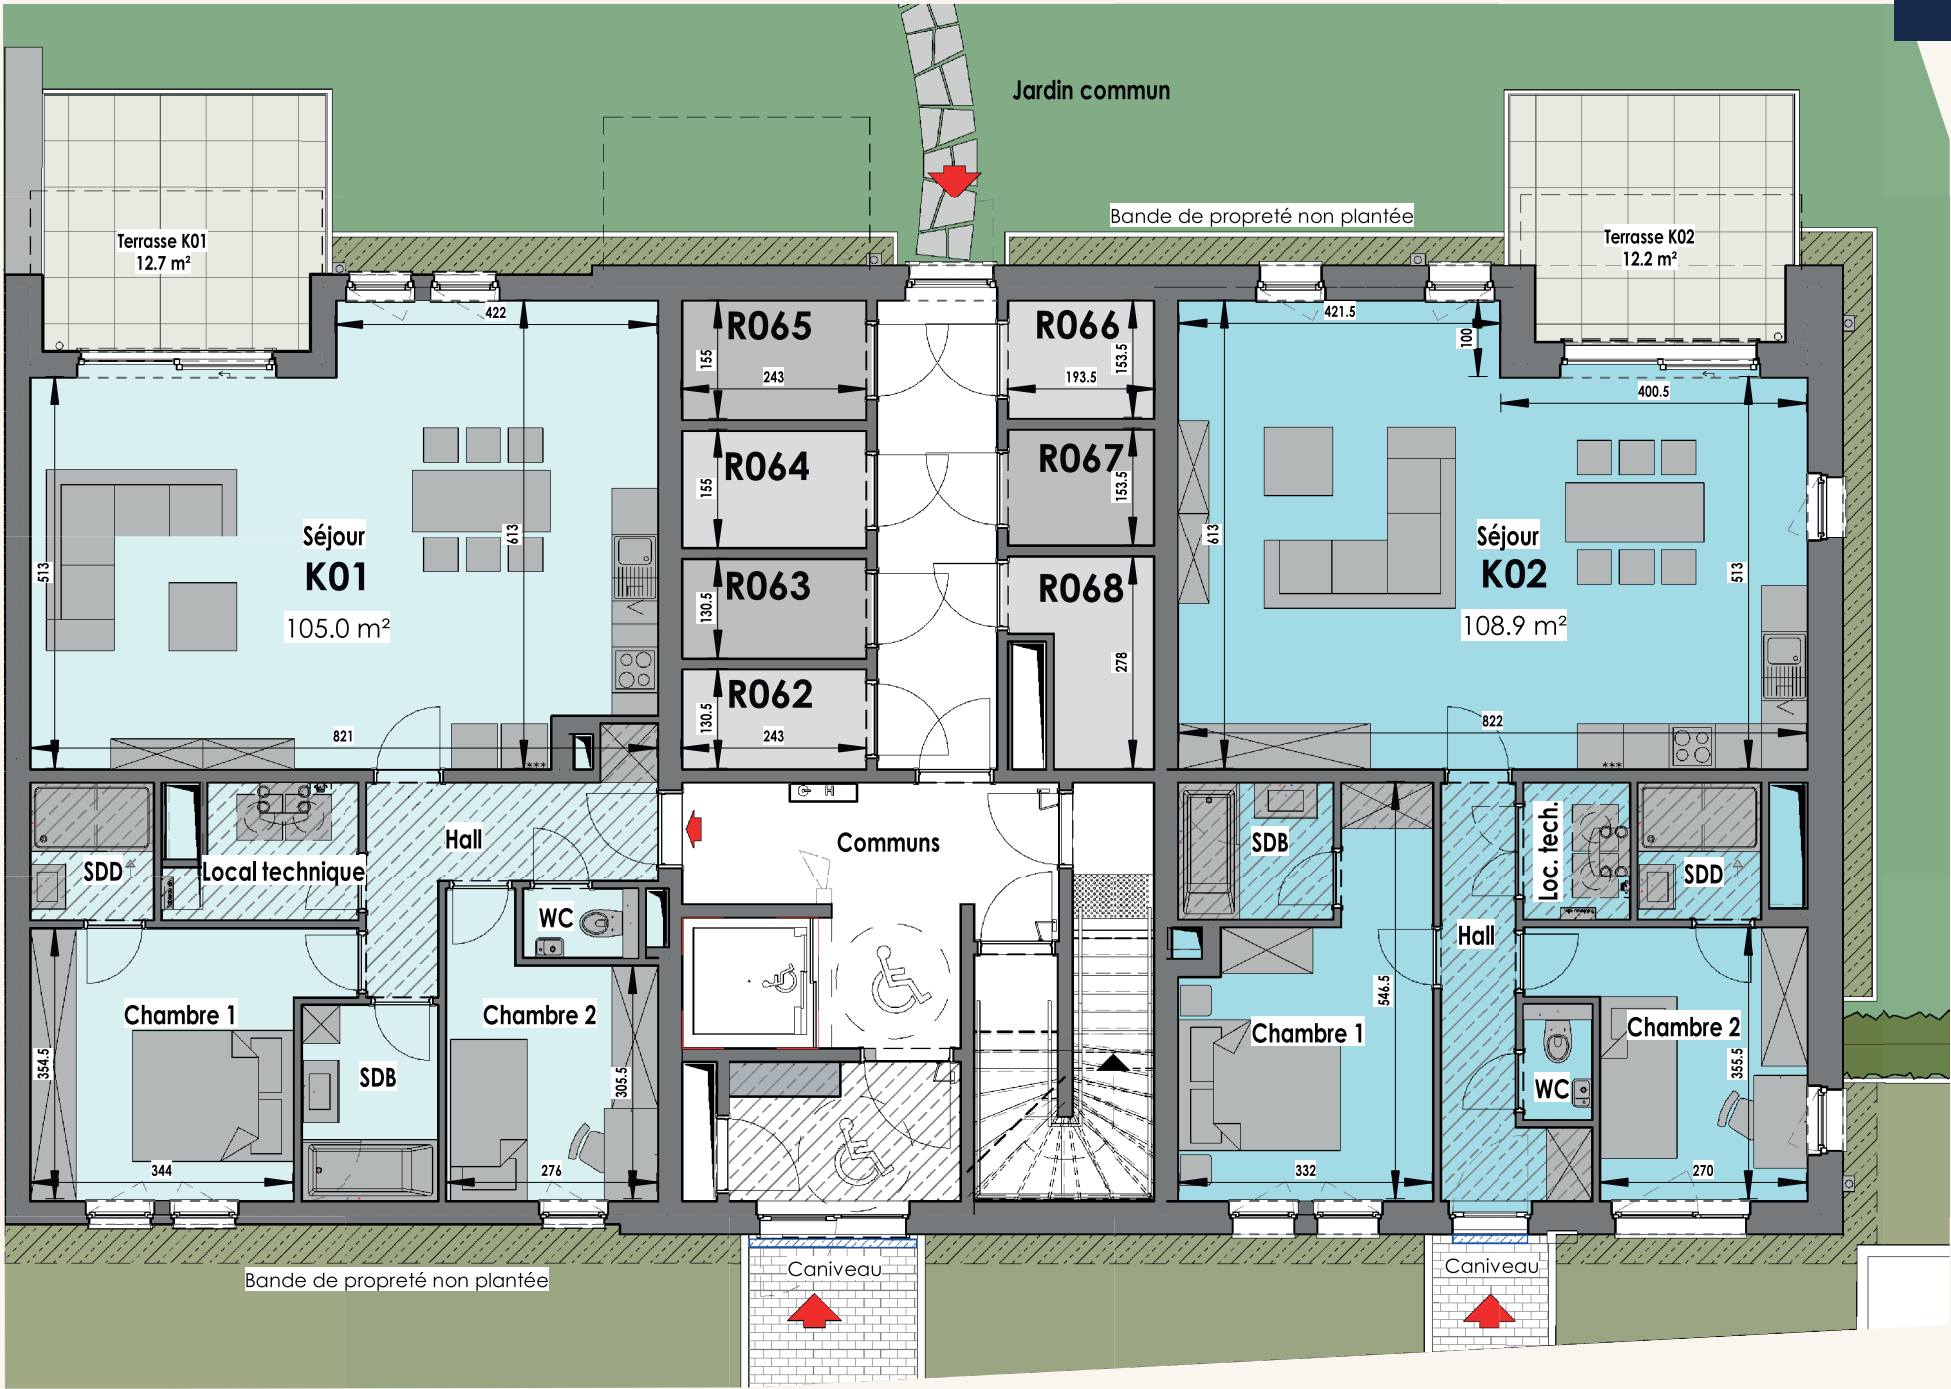 Jardin commun
Bande de propreté non plantée
Terrasse K01
12.7 m²
Terrasse K02
12.2 m²
422
421.5
100
400.5
R065
155
243
R066
153.5
193.5
R064
155
R067
153.5
R063
130.5
R068
278
R062
130.5
243
Séjour
K01
105.0 m²
513
613
821
***
Séjour
K02
108.9 m²
613
513
822
***
SDD
Local technique
Hall
WC
Communs
SDB
Loc. tech.
SDD
Hall
Chambre 1
354.5
344
SDB
Chambre 2
305.5
276
Chambre 1
546.5
332
WC
Chambre 2
355.5
270
Caniveau
Caniveau
Bande de propreté non plantée